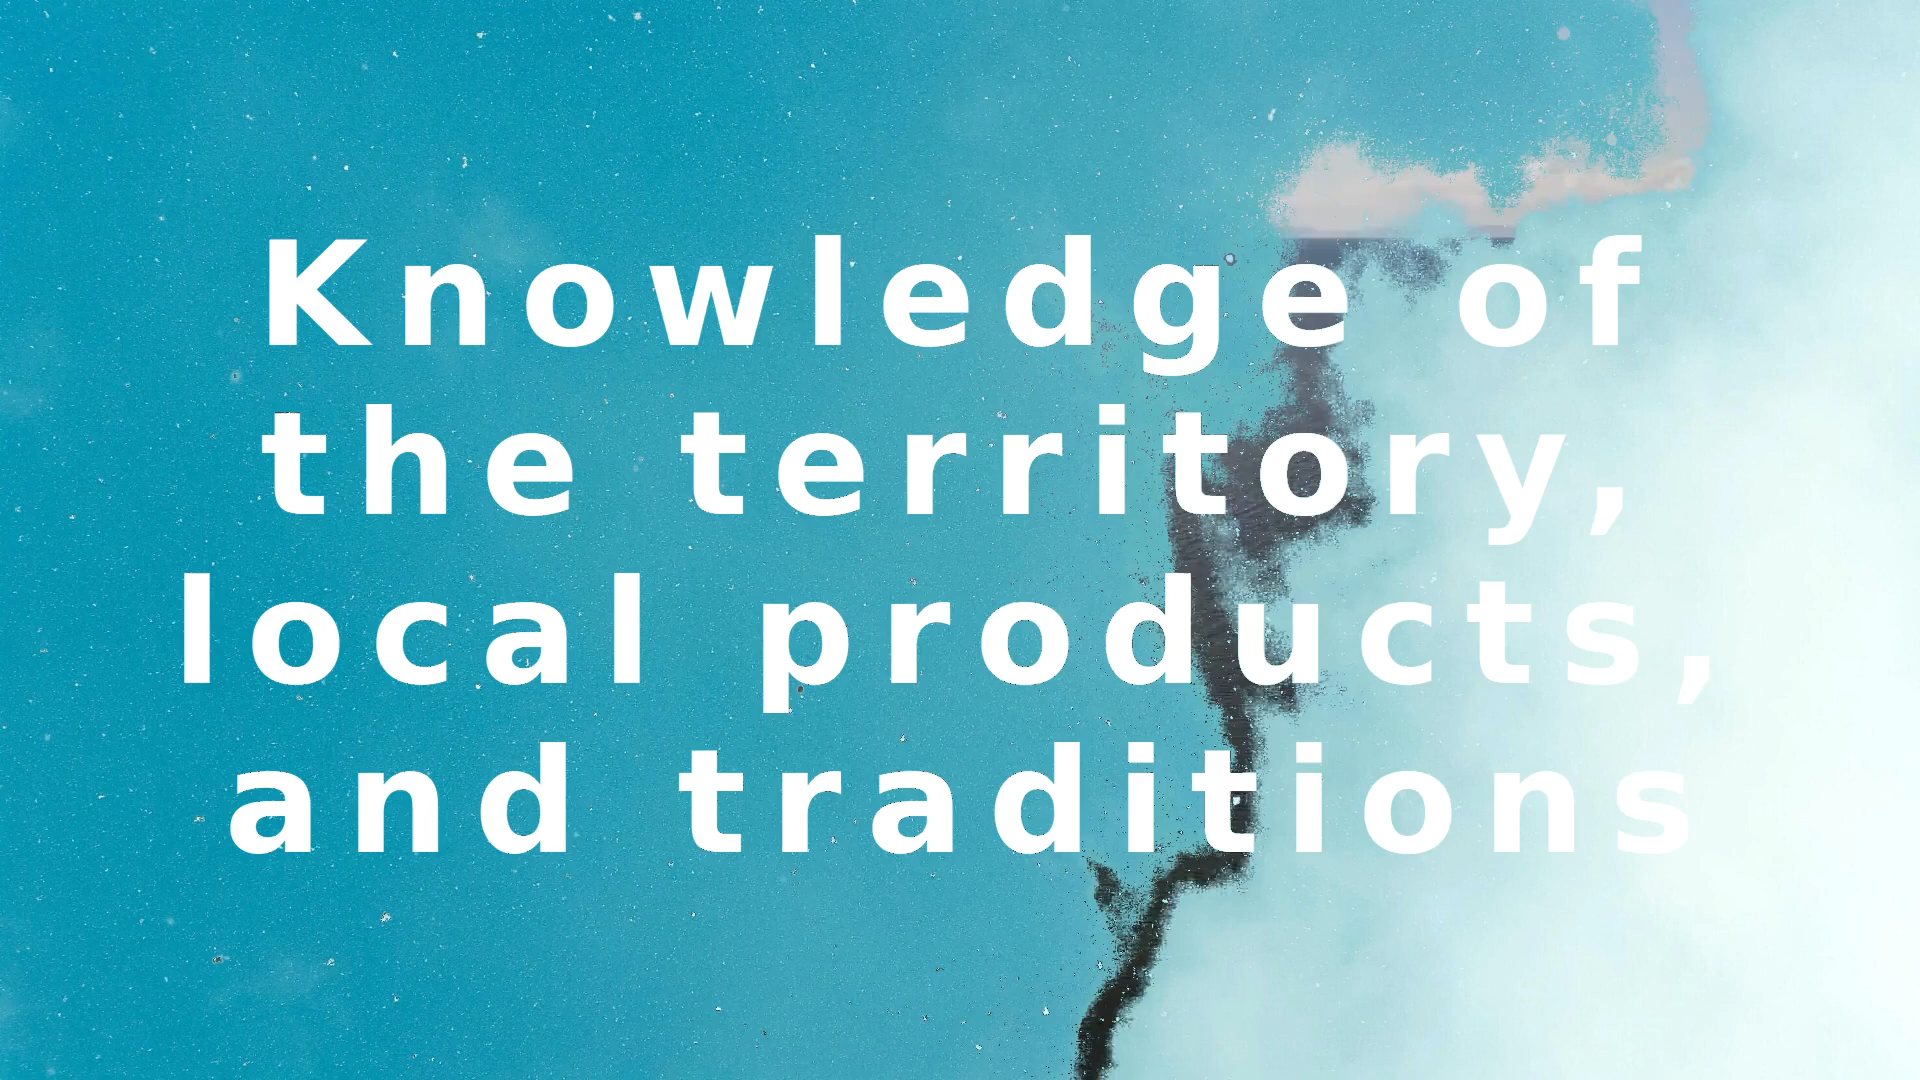 Knowledge of
the territory,
local products,
and traditions